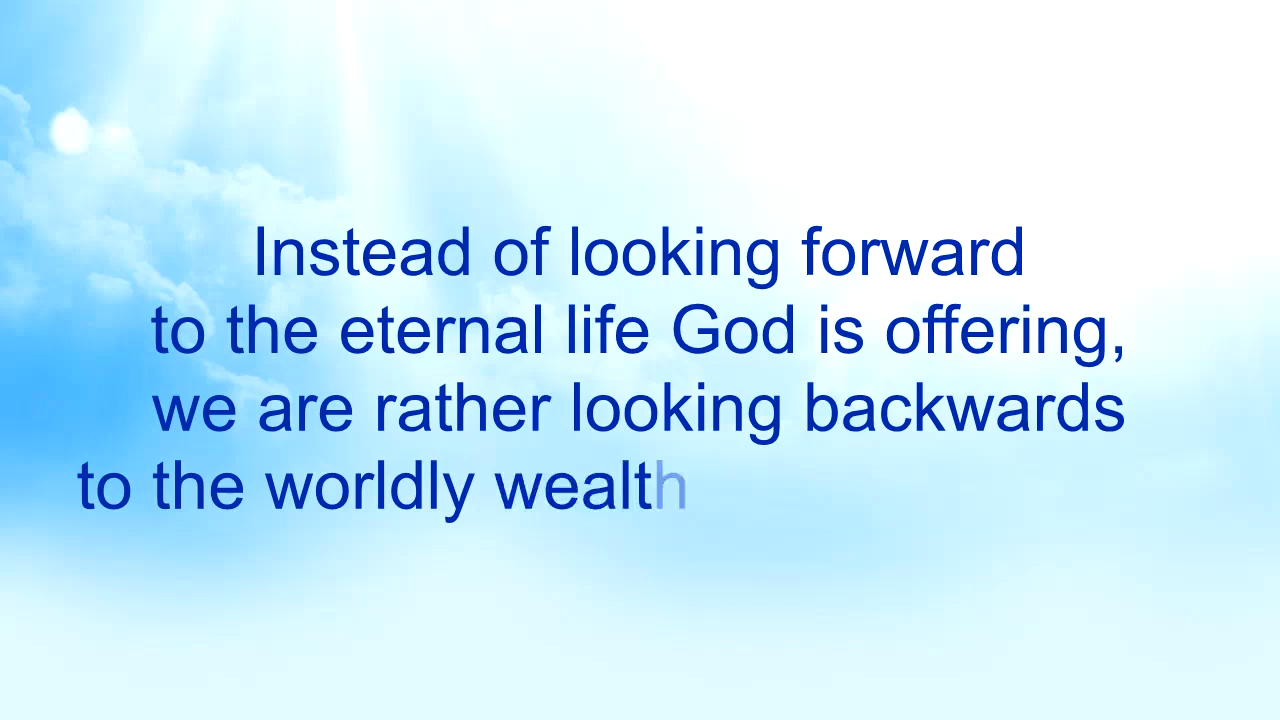 Instead of looking forward
to the eternal life God is offering,
we are rather looking backwards
to the worldly wealth